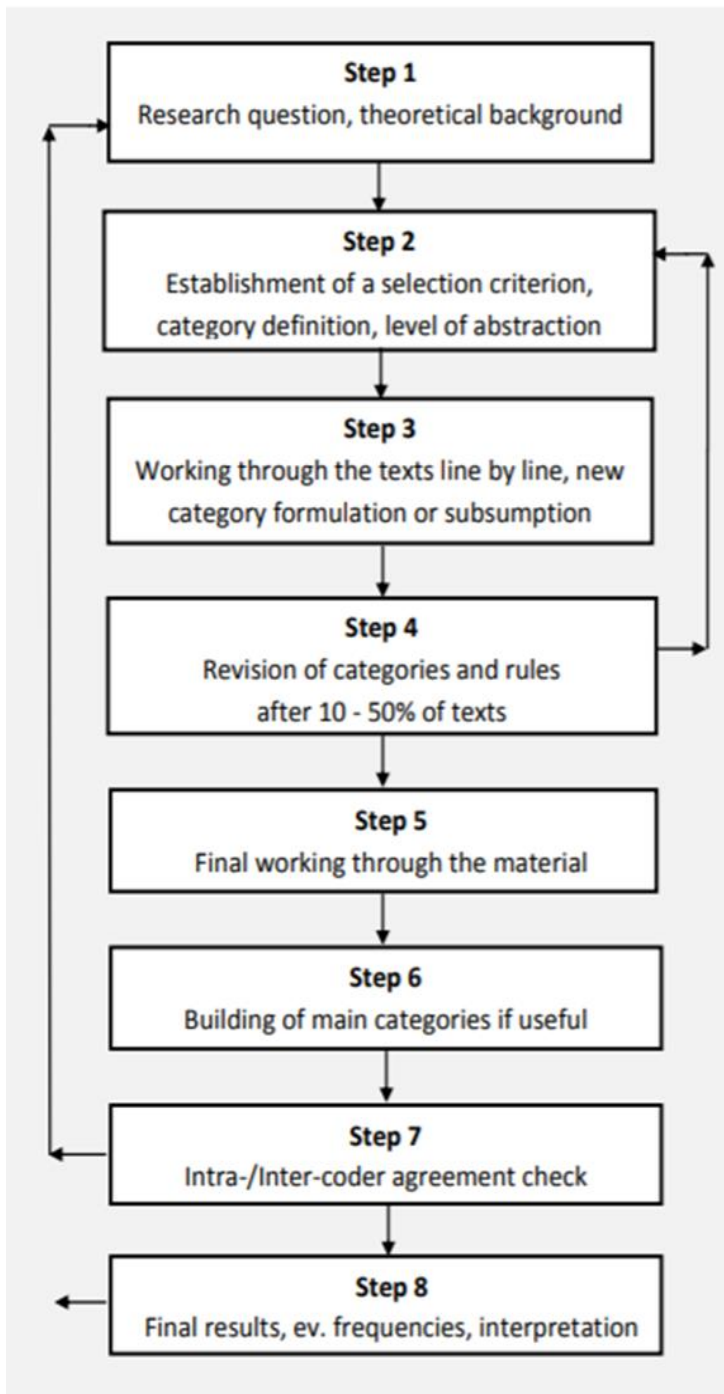 Step 1
Research question, theoretical background
Step 2
Establishment of a selection criterion,
category definition, level of abstraction
Step 3
Working through the texts line by line, new
category formulation or subsumption
Step 4
Revision of categories and rules
after 10 - 50% of texts
Step 5
Final working through the material
Step 6
Building of main categories if useful
Step 7
Intra-/Inter-coder agreement check
Step 8
Final results, ev. frequencies, interpretation